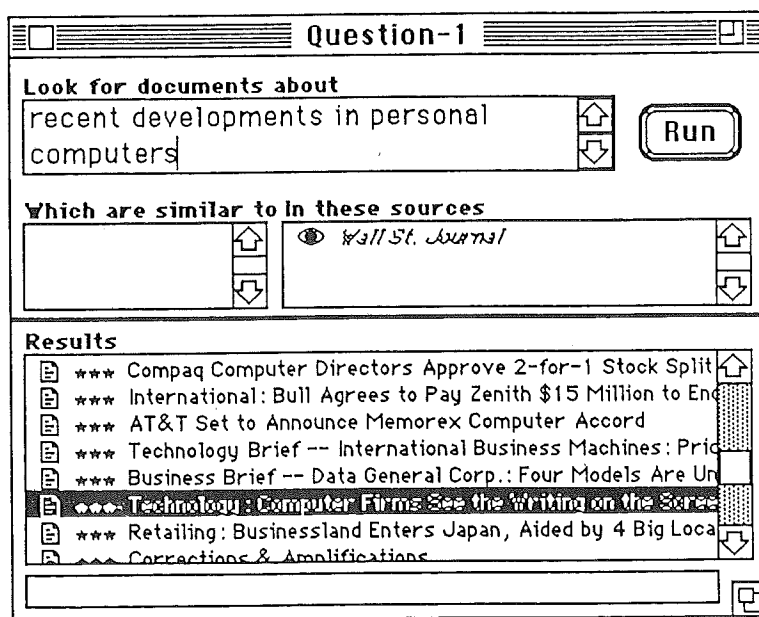 Question-1
Look for documents about
recent developments in personal
computers
Run
Which are similar to In these sources
Wall St. Journal
Results
*** Compaq Computer Directors Approve 2-for-1 Stock Split
*** International: Bull Agrees to Pay Zenith $15 Million to End
*** AT&T Set to Announce Memorex Computer Accord
*** Technology Brief -- International Business Machines: Pric
*** Business Brief -- Data General Corp.: Four Models Are Un
*** Technology: Computer Firms See the Writing on the Scree
*** Retailing: Businessland Enters Japan, Aided by 4 Big Loca
*** Corrections & Amplifications